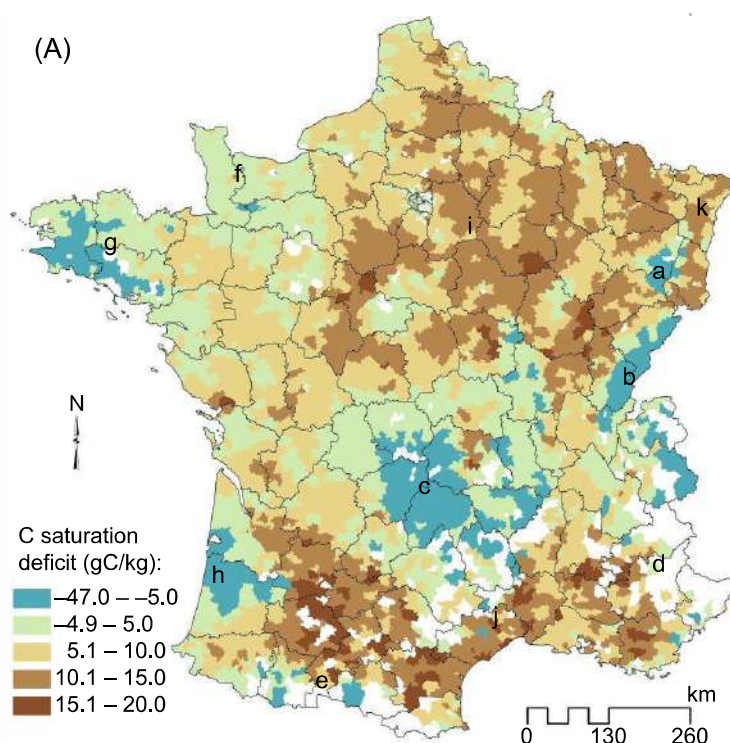 (A)
f
k
g
i
a
b
N
c
C saturation
deficit (gC/kg):
h
d
–47.0 – –5.0
–4.9 – 5.0
j
5.1 – 10.0
10.1 – 15.0
e
15.1 – 20.0
km
0 130 260